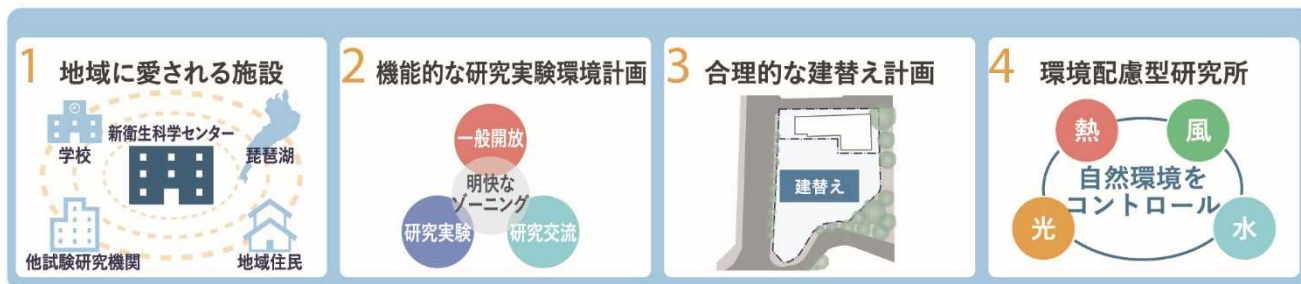 1 地域に愛される施設
学校
新衛生科学センター
琵琶湖
他試験研究機関
地域住民
2 機能的な研究実験環境計画
一般開放
明快な
ゾーニング
研究実験
研究交流
3 合理的な建替え計画
建替え
4 環境配慮型研究所
熱
風
自然環境を
コントロール
光
水